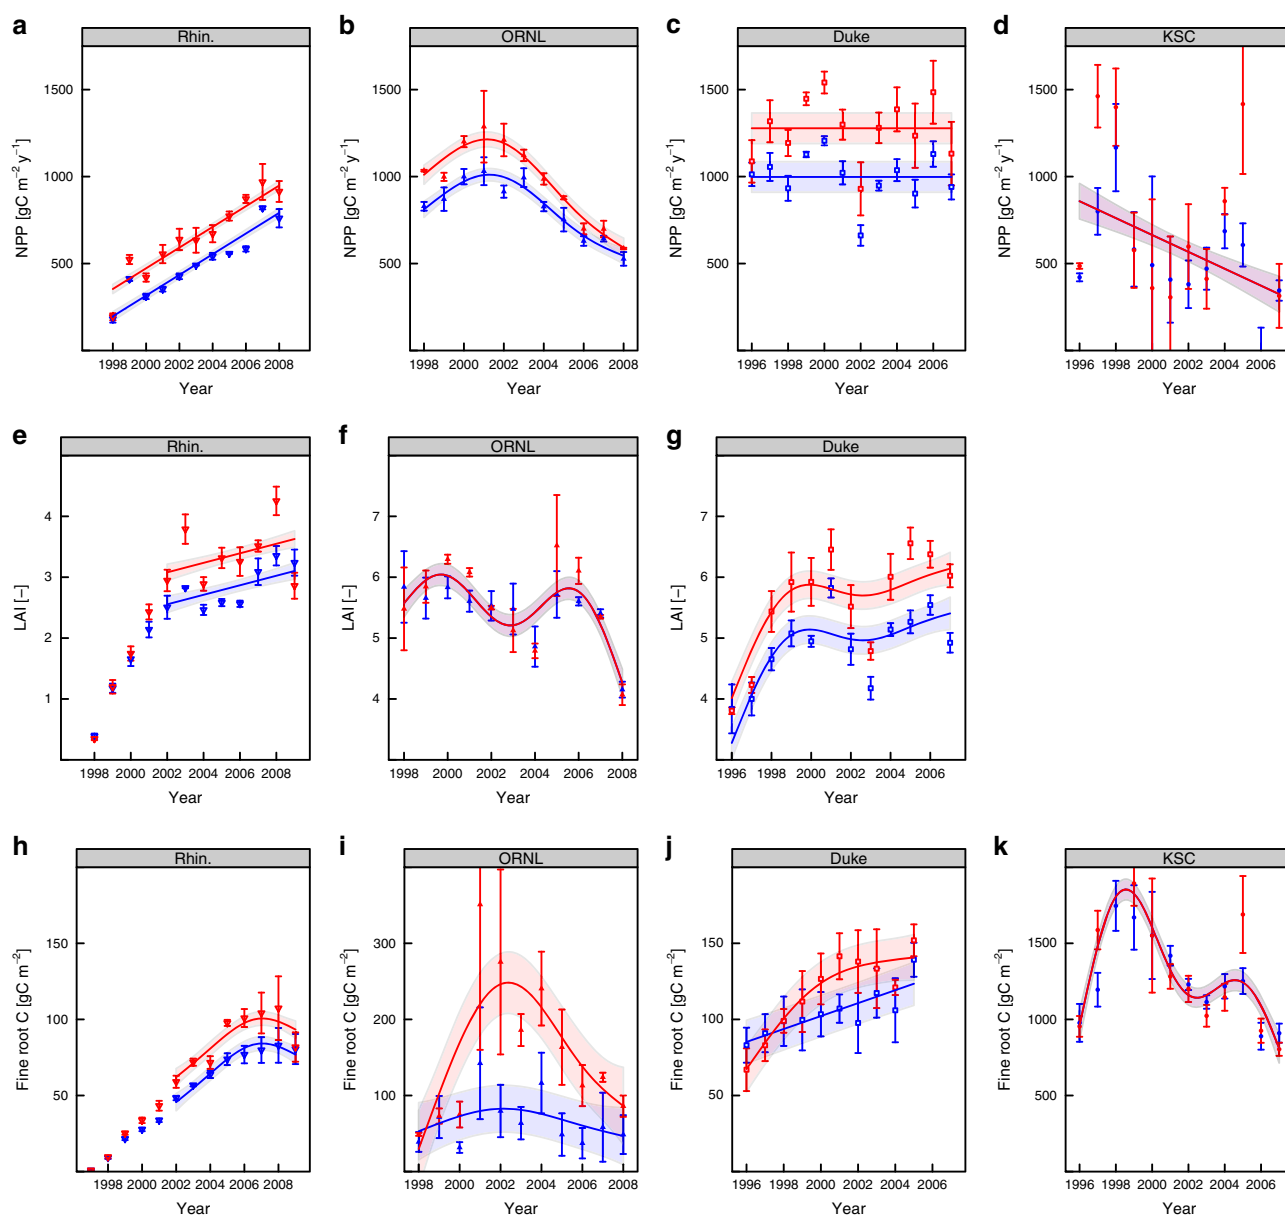 a b c d
Rhin. ORNL Duke KSC
NPP [gC m⁻² y⁻¹] NPP [gC m⁻² y⁻¹] NPP [gC m⁻² y⁻¹] NPP [gC m⁻² y⁻¹]
1500 1500 1500 1500
1000 1000 1000 1000
500 500 500 500
1998 2000 2002 2004 2006 2008 1998 2000 2002 2004 2006 2008 1996 1998 2000 2002 2004 2006 1996 1998 2000 2002 2004 2006
Year Year Year Year
e f g
Rhin. ORNL Duke
LAI [–] LAI [–] LAI [–]
4 7 7
3 6 6
2 5 5
1 4 4
1998 2000 2002 2004 2006 2008 1998 2000 2002 2004 2006 2008 1996 1998 2000 2002 2004 2006
Year Year Year
h i j k
Rhin. ORNL Duke KSC
Fine root C [gC m⁻²] Fine root C [gC m⁻²] Fine root C [gC m⁻²] Fine root C [gC m⁻²]
150 300 150 1500
100 200 100 1000
50 100 50 500
1998 2000 2002 2004 2006 2008 1998 2000 2002 2004 2006 2008 1996 1998 2000 2002 2004 2006 1996 1998 2000 2002 2004 2006
Year Year Year Year